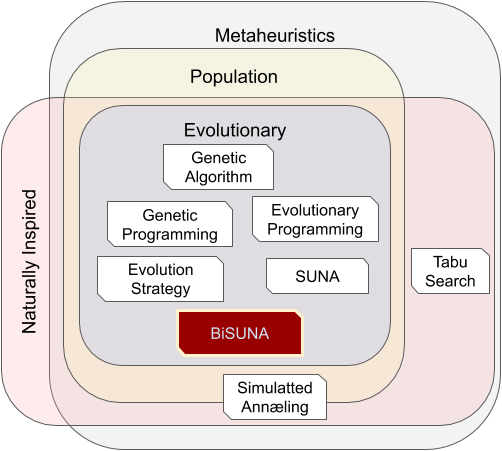 Metaheuristics
Population
Evolutionary
Genetic
Algorithm
Genetic
Programming
Evolutionary
Programming
Evolution
Strategy
SUNA
BiSUNA
Naturally Inspired
Tabu
Search
Simulatted
Annæling